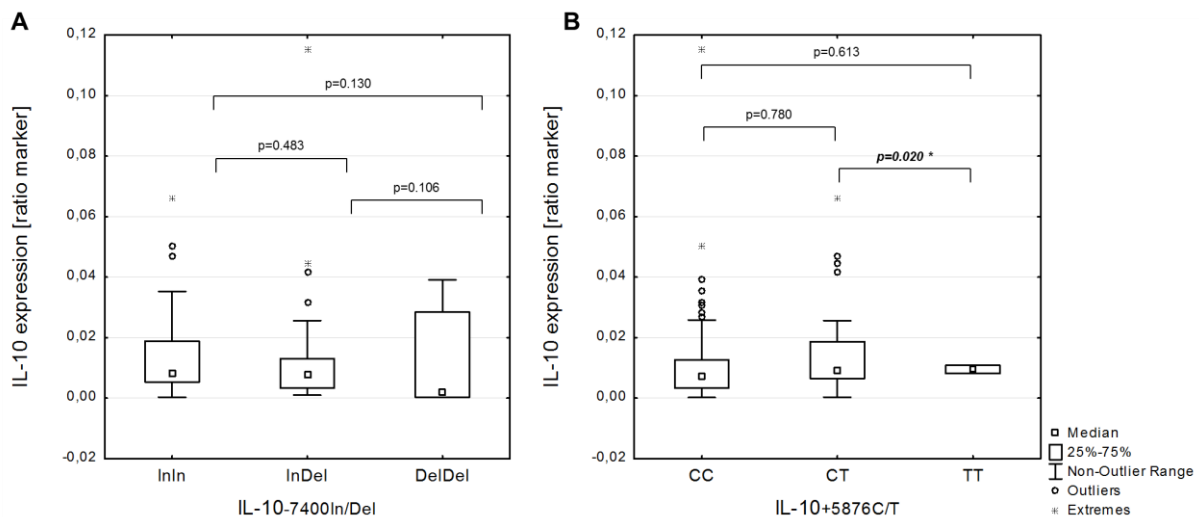 A
IL-10 expression [ratio marker]
0,12
0,10
0,08
0,06
0,04
0,02
0,00
-0,02
p=0.130
p=0.483
p=0.106
InIn
InDel
DelDel
IL-10-7400In/Del
B
IL-10 expression [ratio marker]
0,12
0,10
0,08
0,06
0,04
0,02
0,00
-0,02
p=0.613
p=0.780
p=0.020 *
CC
CT
TT
IL-10+5876C/T
Median
25%-75%
Non-Outlier Range
Outliers
Extremes